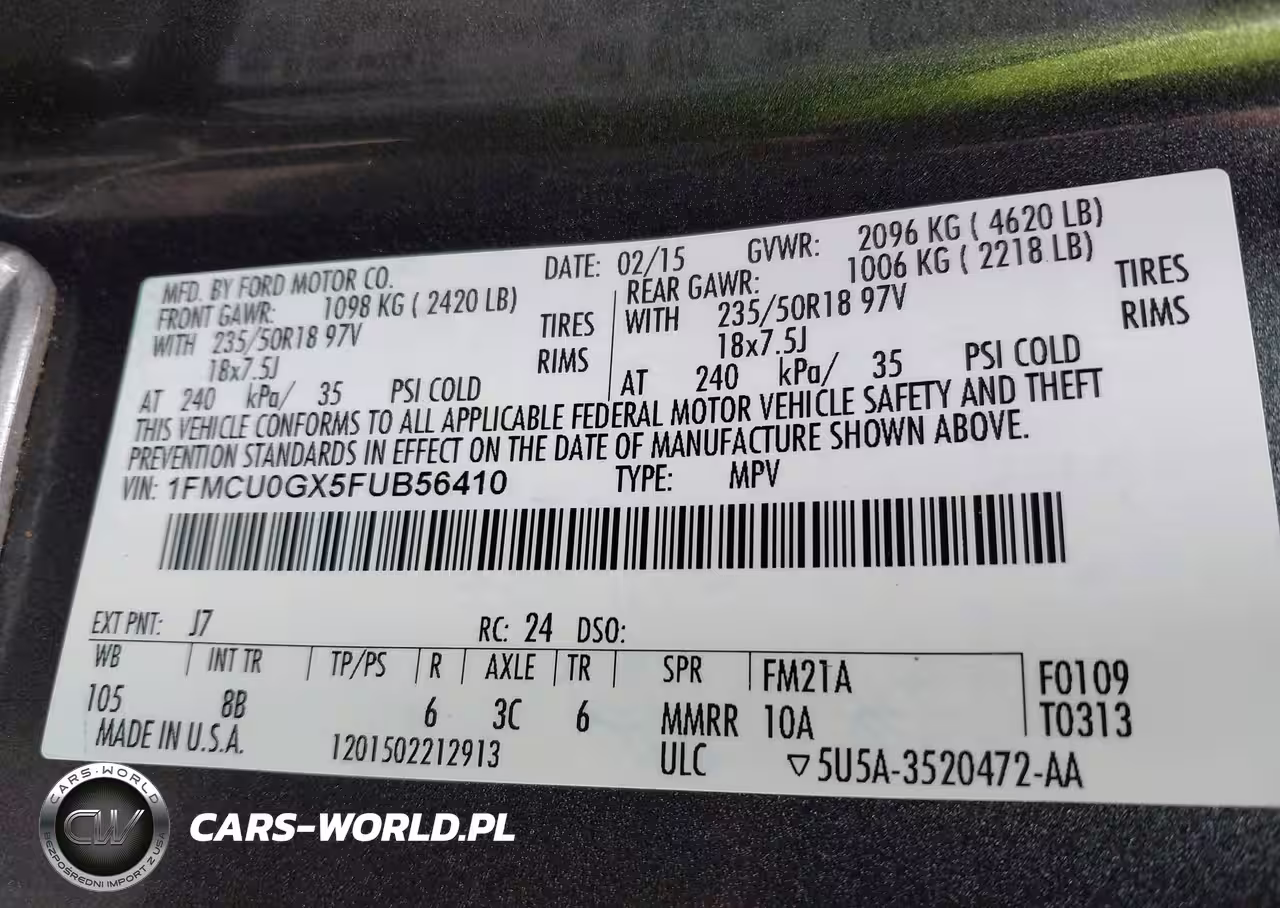 MFD. BY FORD MOTOR CO. DATE: 02/15 GVWR: 2096 KG ( 4620 LB)
FRONT GAWR: 1098 KG ( 2420 LB) REAR GAWR: 1006 KG ( 2218 LB)
WITH 235/50R18 97V TIRES WITH 235/50R18 97V TIRES
18x7.5J RIMS 18x7.5J RIMS
AT 240 kPa/ 35 PSI COLD AT 240 kPa/ 35 PSI COLD
THIS VEHICLE CONFORMS TO ALL APPLICABLE FEDERAL MOTOR VEHICLE SAFETY AND THEFT
PREVENTION STANDARDS IN EFFECT ON THE DATE OF MANUFACTURE SHOWN ABOVE.
VIN: 1FMCU0GX5FUB56410 TYPE: MPV
EXT PNT: J7 RC: 24 DSO:
WB INT TR TP/PS R AXLE TR SPR FM21A F0109
105 8B 6 3C 6 MMRR 10A T0313
MADE IN U.S.A. 1201502212913 ULC ▽5U5A-3520472-AA
CARS-WORLD
CW
BEZPOŚREDNI IMPORT Z USA
CARS-WORLD.PL